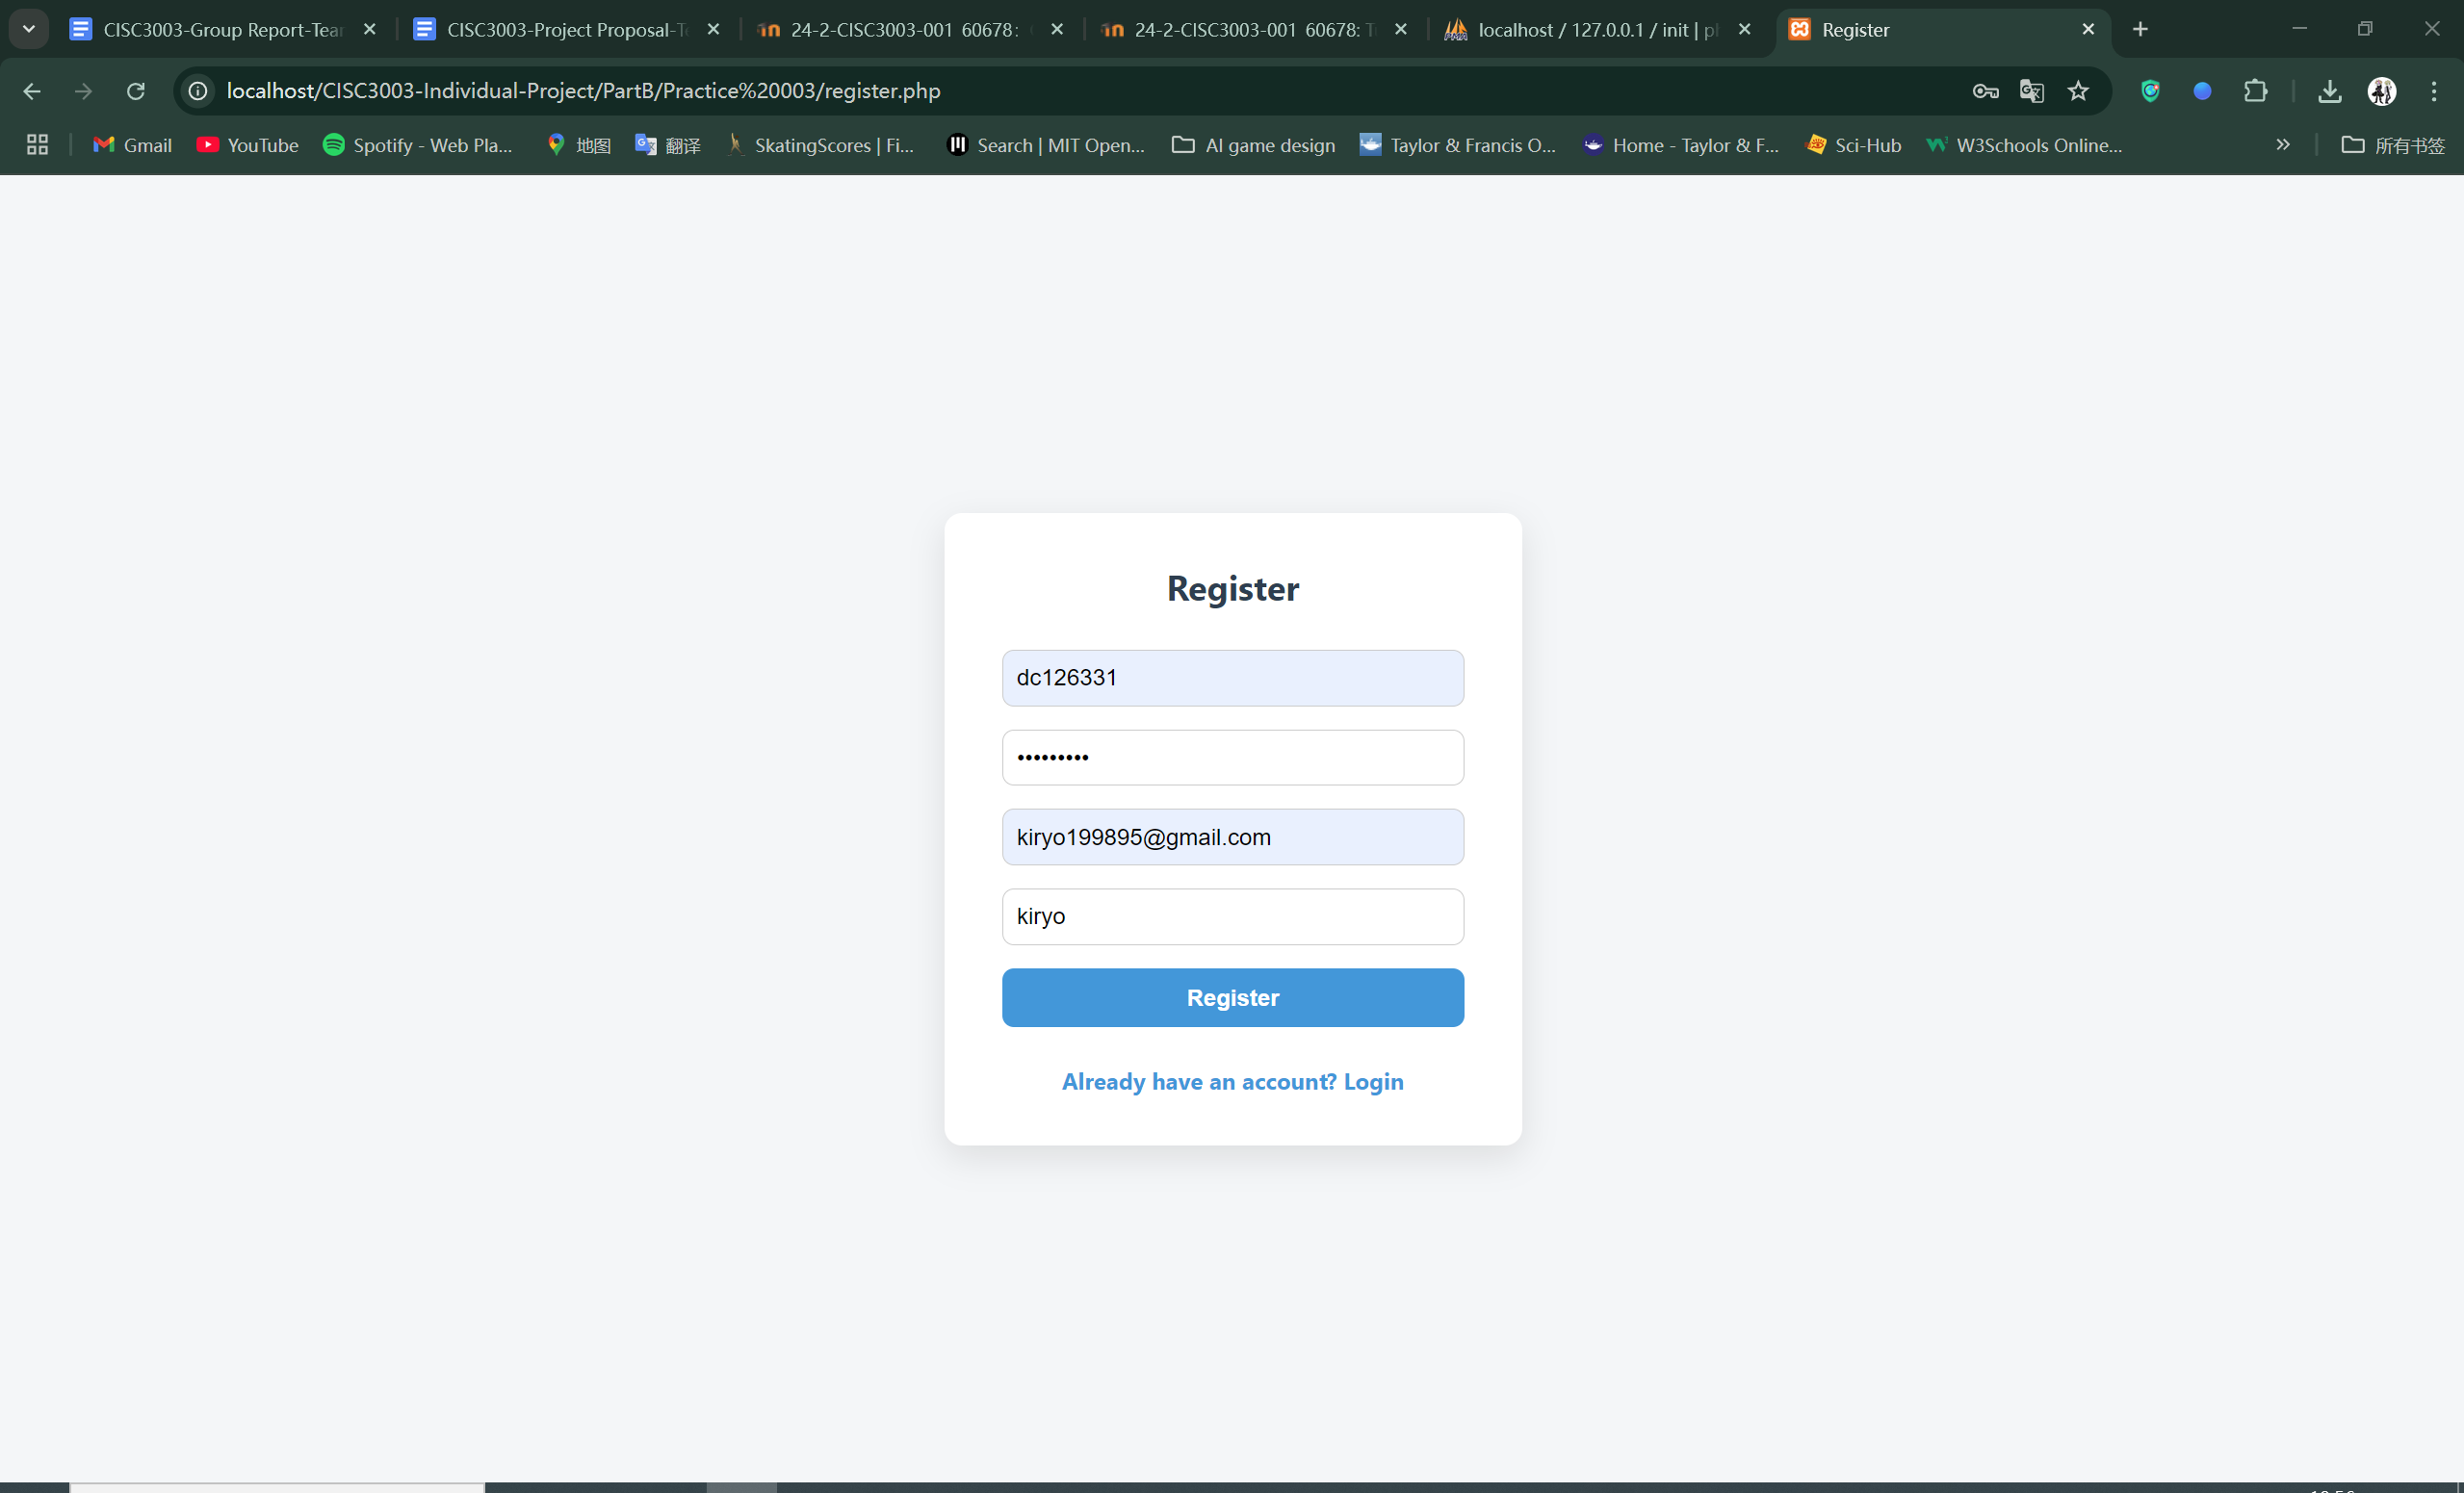 CISC3003-Group Report-Tea
CISC3003-Project Proposal-T
24-2-CISC3003-001 60678:
24-2-CISC3003-001 60678: T
localhost / 127.0.0.1 / init | p
Register
localhost/CISC3003-Individual-Project/PartB/Practice%20003/register.php
Gmail
YouTube
Spotify - Web Pla...
地图
翻译
SkatingScores | Fi...
Search | MIT Open...
AI game design
Taylor & Francis O...
Home - Taylor & F...
Sci-Hub
W3Schools Online...
所有书签
Register
dc126331
•••••••••
kiryo199895@gmail.com
kiryo
Register
Already have an account? Login